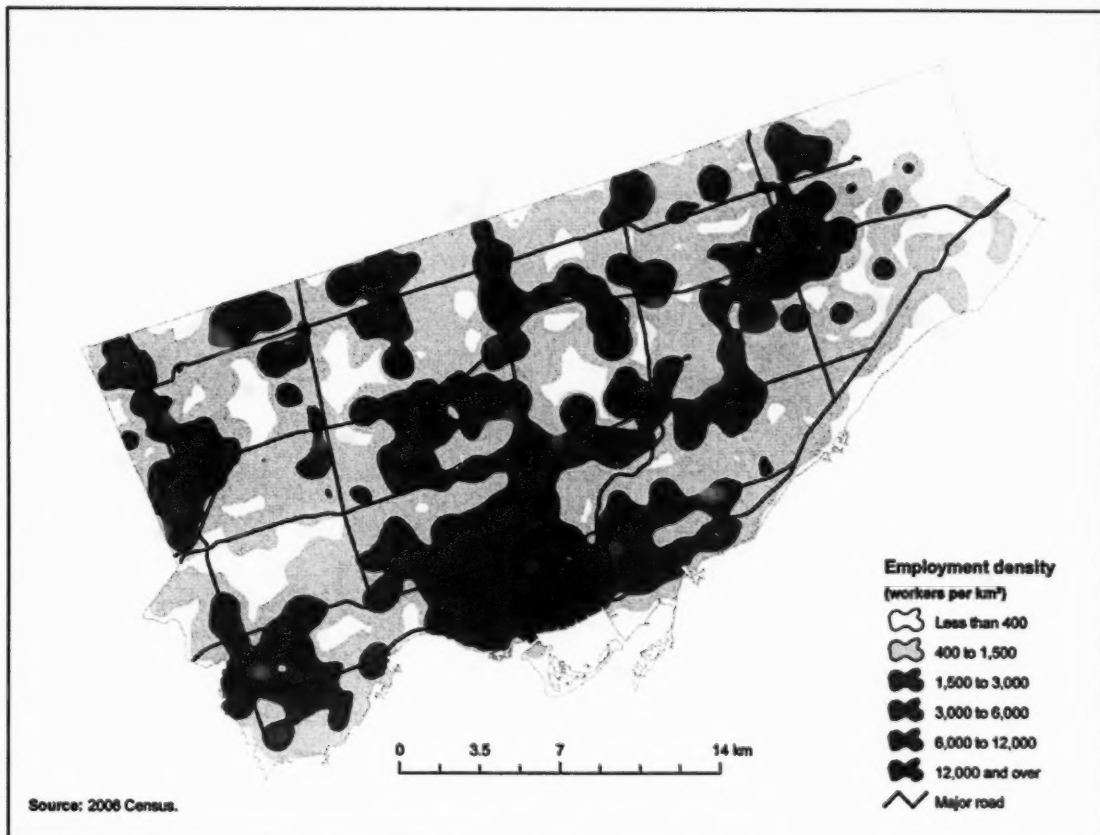 Employment density
(workers per km²)
Less than 400
400 to 1,500
1,500 to 3,000
3,000 to 6,000
6,000 to 12,000
12,000 and over
Major road
0 3.5 7 14 km
Source: 2006 Census.